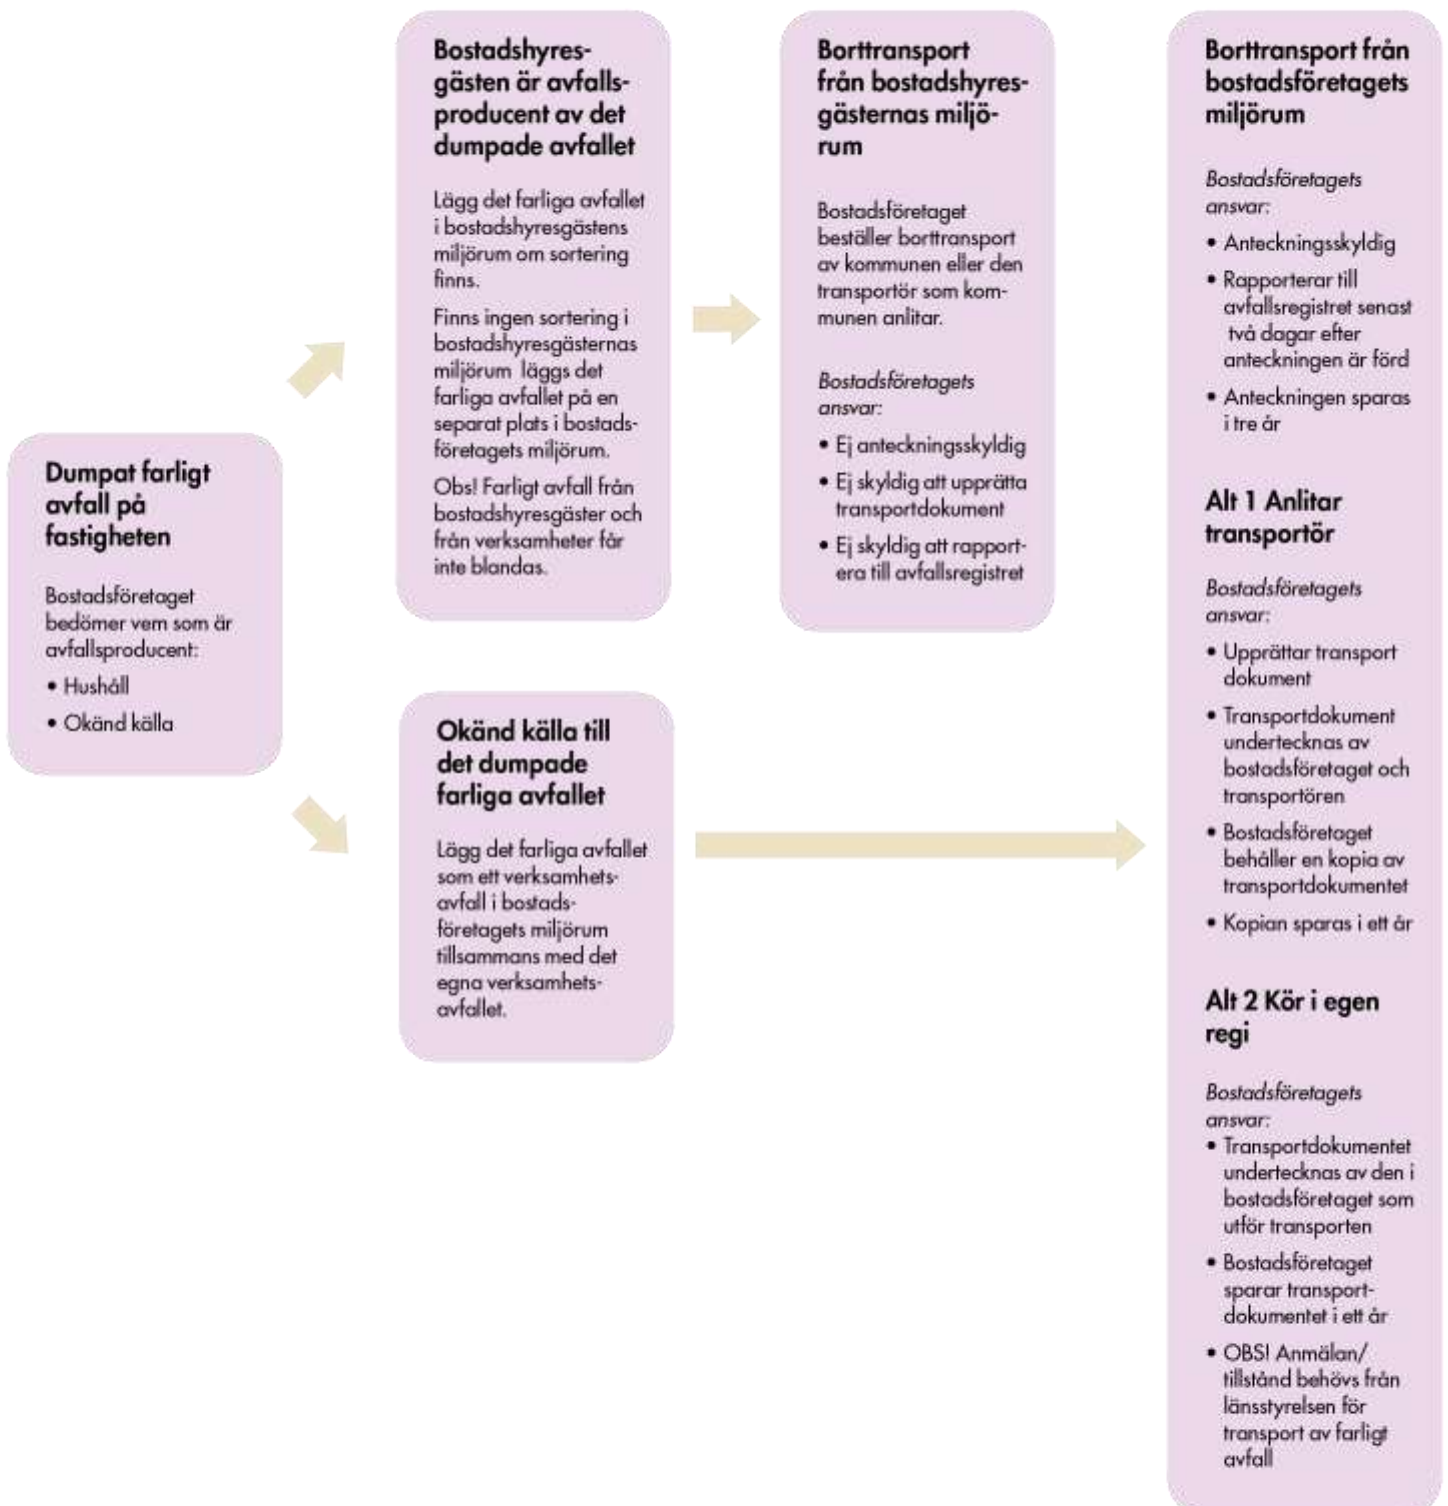 Dumpat farligt
avfall på
fastigheten
Bostadsföretaget
bedömer vem som är
avfallsproducent:
• Hushåll
• Okänd källa
Bostadshyres-
gästen är avfalls-
producent av det
dumpade avfallet
Lägg det farliga avfallet
i bostadshyresgästens
miljörum om sortering
finns.
Finns ingen sortering i
bostadshyresgästernas
miljörum läggs det
farliga avfallet på en
separat plats i bostads-
företagets miljörum.
Obs! Farligt avfall från
bostadshyresgäster och
från verksamheter får
inte blandas.
Borttransport
från bostadshyres-
gästernas miljö-
rum
Bostadsföretaget
beställer borttransport
av kommunen eller den
transportör som kom-
munen anlitar.
Bostadsföretagets
ansvar:
• Ej anteckningsskyldig
• Ej skyldig att upprätta
transportdokument
• Ej skyldig att rapport-
era till avfallsregistret
Okänd källa till
det dumpade
farliga avfallet
Lägg det farliga avfallet
som ett verksamhets-
avfall i bostads-
företagets miljörum
tillsammans med det
egna verksamhets-
avfallet.
Borttransport från
bostadsföretagets
miljörum
Bostadsföretagets
ansvar:
• Anteckningsskyldig
• Rapporterar till
avfallsregistret senast
två dagar efter
anteckningen är förd
• Anteckningen sparas
i tre år
Alt 1 Anlitar
transportör
Bostadsföretagets
ansvar:
• Upprättar transport
dokument
• Transportdokument
undertecknas av
bostadsföretaget och
transportören
• Bostadsföretaget
behåller en kopia av
transportdokumentet
• Kopian sparas i ett år
Alt 2 Kör i egen
regi
Bostadsföretagets
ansvar:
• Transportdokumentet
undertecknas av den i
bostadsföretaget som
utför transporten
• Bostadsföretaget
sparar transport-
dokumentet i ett år
• OBS! Anmälan/
tillstånd behövs från
länsstyrelsen för
transport av farligt
avfall